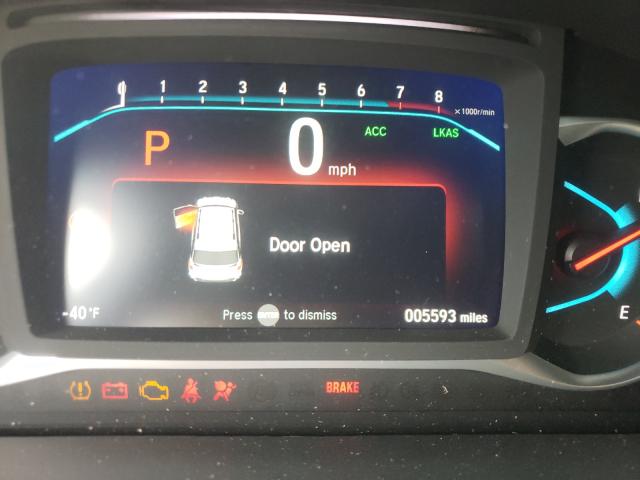 0 1 2 3 4 5 6 7 8
×1000r/min
P 0 mph ACC LKAS
Door Open
-40°F Press ENTER to dismiss 005593 miles
E
BRAKE